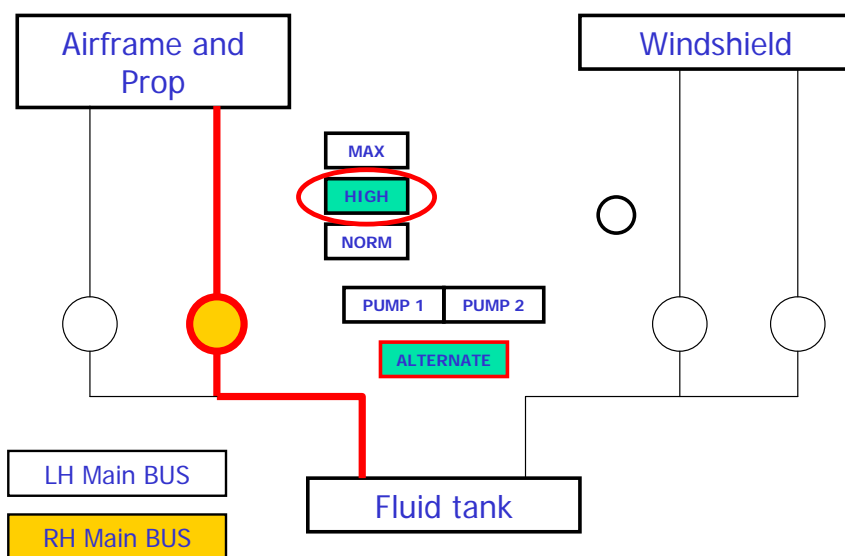 Airframe and
Prop
Windshield
MAX
HIGH
NORM
PUMP 1
PUMP 2
ALTERNATE
LH Main BUS
Fluid tank
RH Main BUS